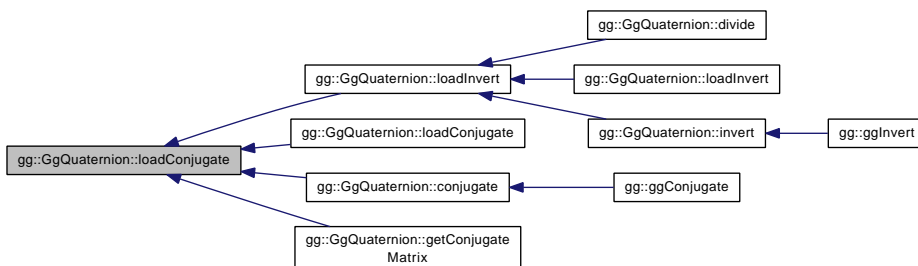 gg::GgQuaternion::divide
gg::GgQuaternion::loadInvert
gg::GgQuaternion::loadInvert
gg::GgQuaternion::loadConjugate
gg::GgQuaternion::invert
gg::ggInvert
gg::GgQuaternion::loadConjugate
gg::GgQuaternion::conjugate
gg::ggConjugate
gg::GgQuaternion::getConjugate
Matrix